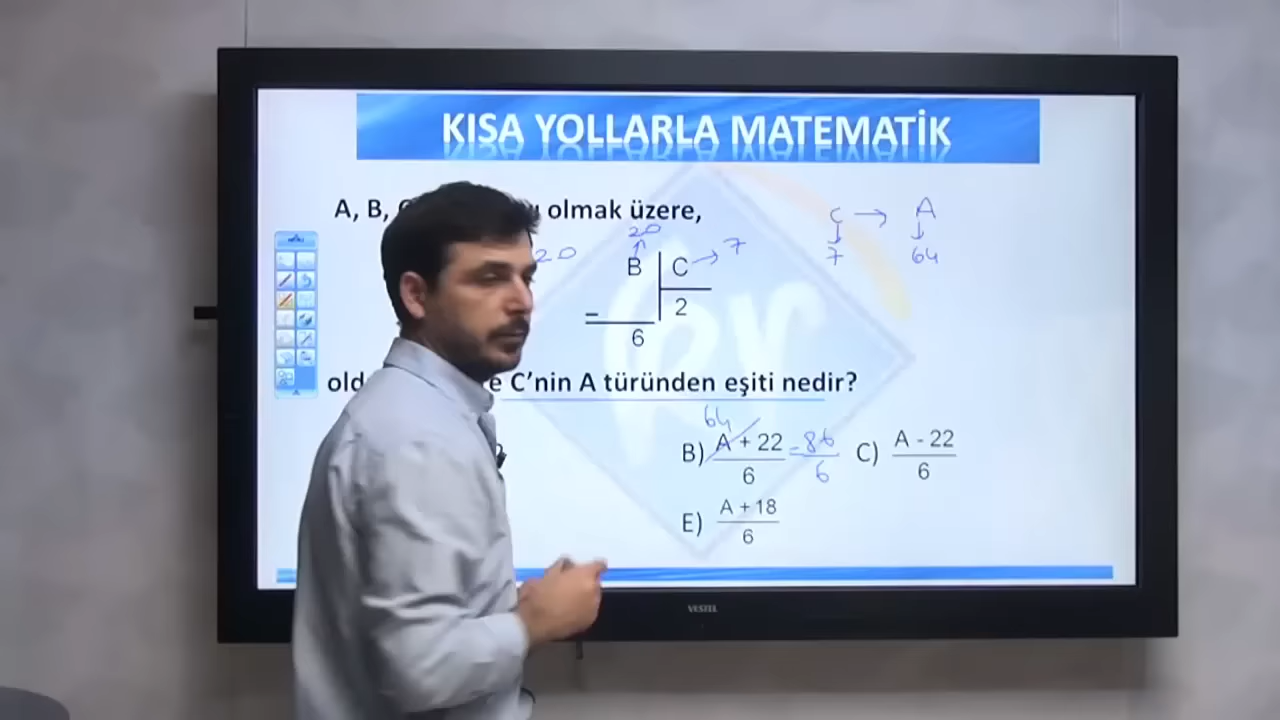 KISA YOLLARLA MATEMATİK
A, B, olmak üzere,
C → A
7 64
20
20
B C → 7
2
6
C'nin A türünden eşiti nedir?
64
B) A + 22 / 6 = 86 / 6 C) A - 22 / 6
E) A + 18 / 6
VESTEL